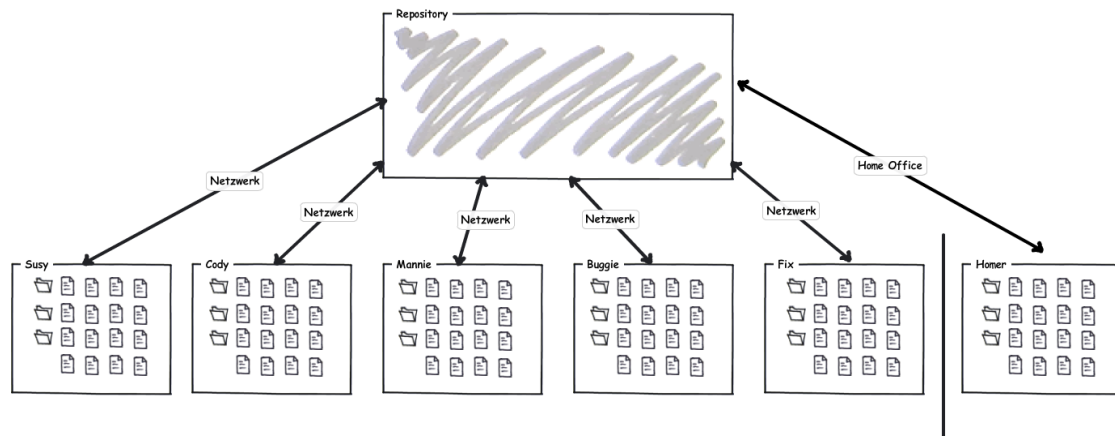 Repository
Home Office
Netzwerk
Netzwerk
Netzwerk
Netzwerk
Netzwerk
Susy
Cody
Mannie
Buggie
Fix
Homer